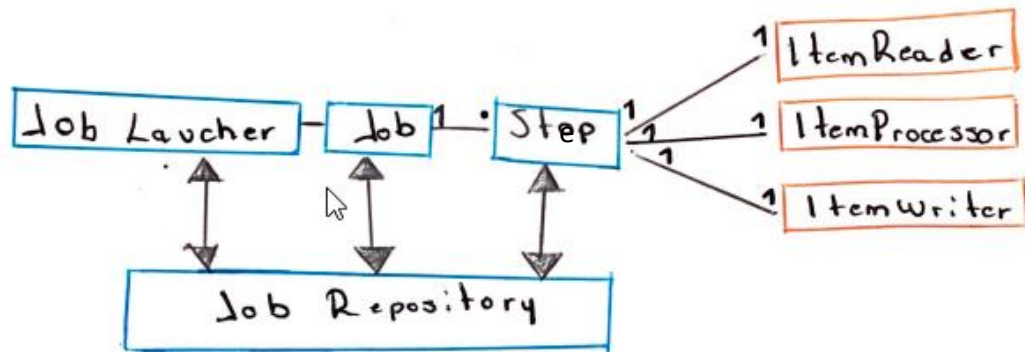 Job Laucher
Job
1
Step
1
1
1
1
ItemReader
1
ItemProcessor
1
ItemWriter
Job Repository